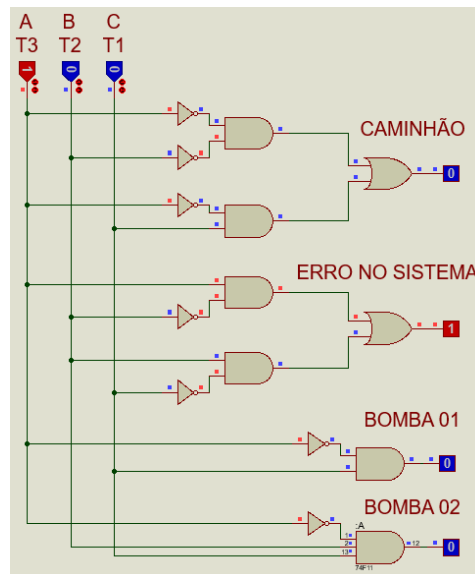 A B C
T3 T2 T1
1 0 0
CAMINHÃO
0
ERRO NO SISTEMA
1
BOMBA 01
0
BOMBA 02
:A
1
2 12 0
13
74F11